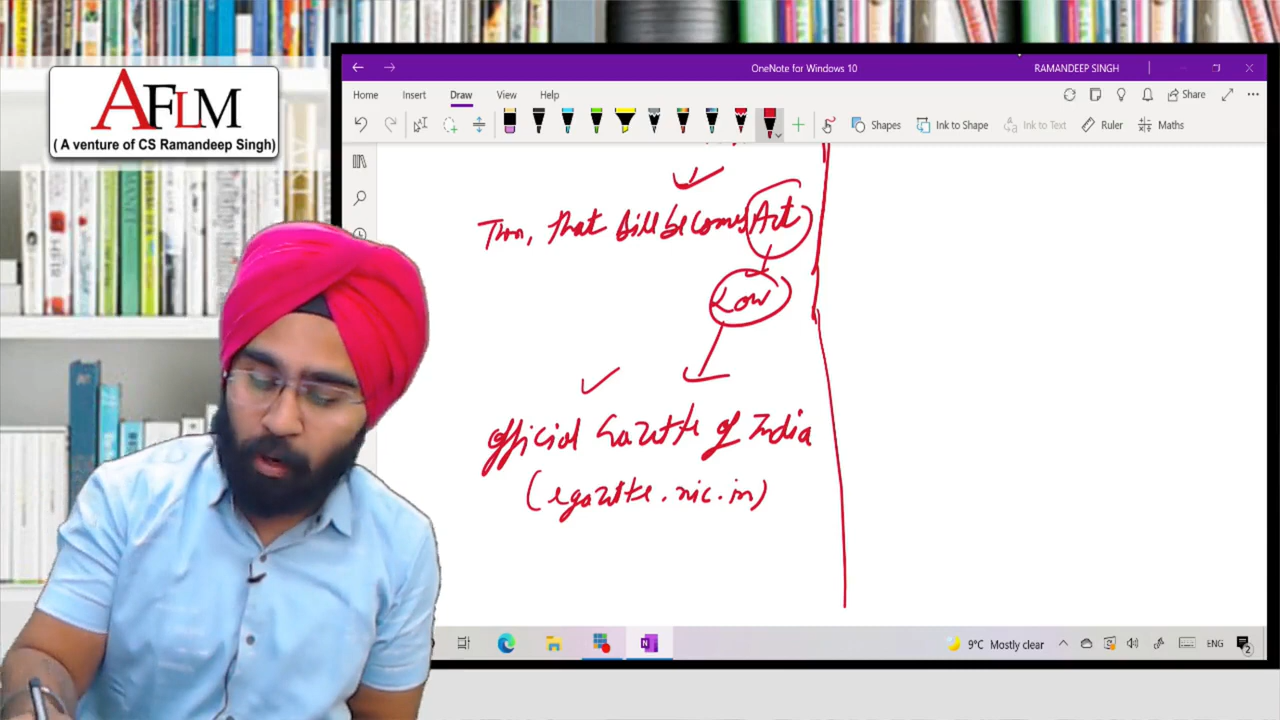 AFLM
( A venture of CS Ramandeep Singh)
OneNote for Windows 10
RAMANDEEP SINGH
Home Insert Draw View Help
Share
Shapes Ink to Shape Ink to Text Ruler Maths
Then, that bill becomes Act
Law
official Gazette of India
(egazette.nic.in)
9°C Mostly clear
ENG
2